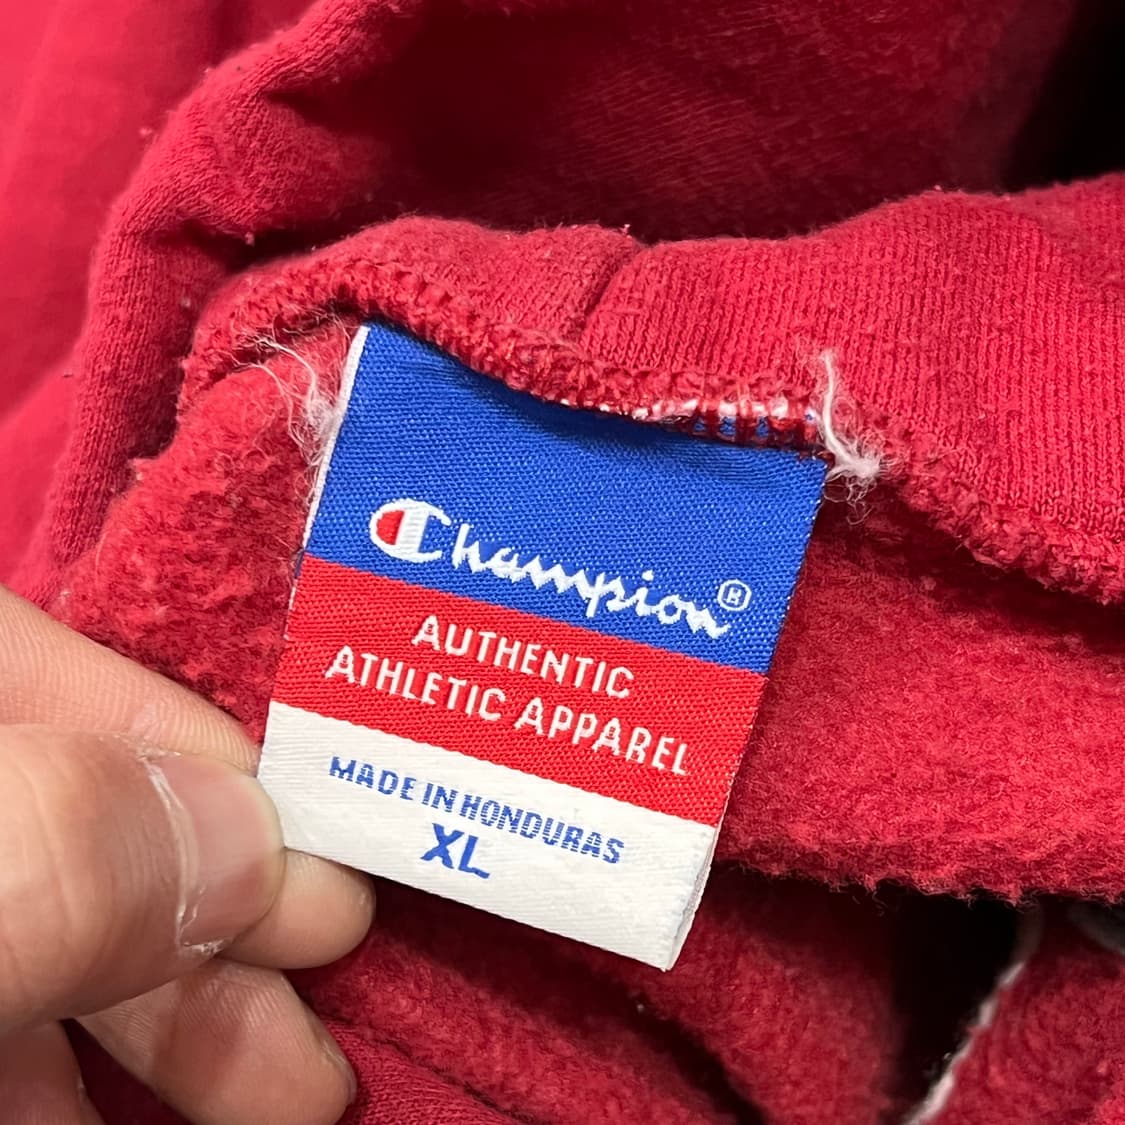 Champion®
AUTHENTIC
ATHLETIC APPAREL
MADE IN HONDURAS
XL